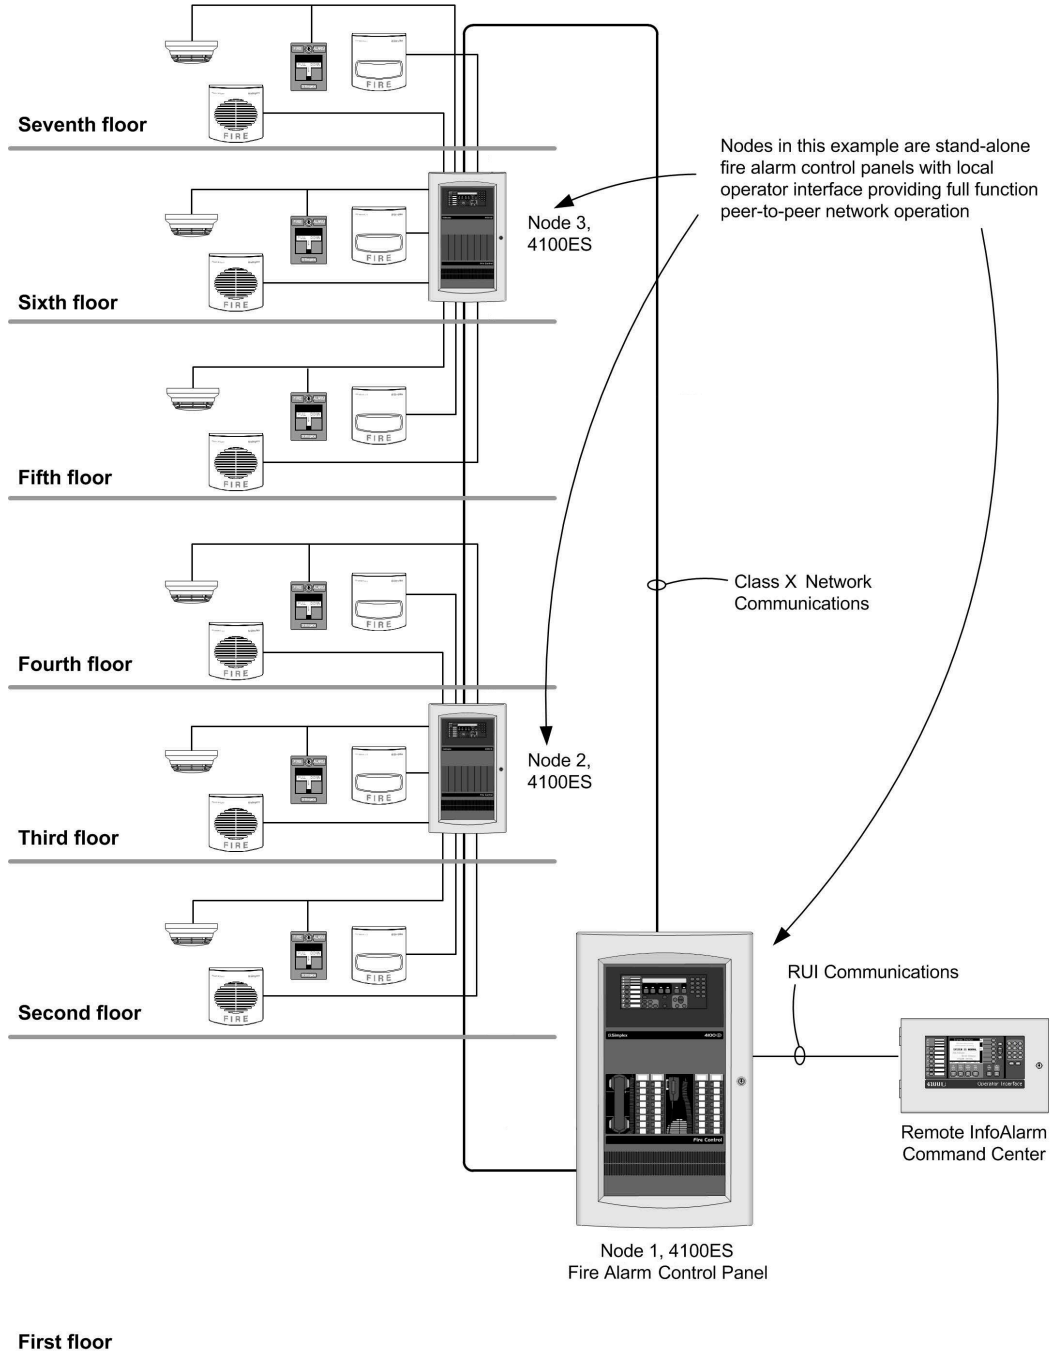 FIRE
FIRE
Seventh floor
Nodes in this example are stand-alone
fire alarm control panels with local
operator interface providing full function
peer-to-peer network operation
Node 3,
4100ES
FIRE
FIRE
Sixth floor
FIRE
FIRE
Fifth floor
Class X Network
Communications
FIRE
FIRE
Fourth floor
Node 2,
4100ES
FIRE
FIRE
Third floor
FIRE
FIRE
Second floor
RUI Communications
Simplex
Fire Control
Operator Interface
Remote InfoAlarm
Command Center
Node 1, 4100ES
Fire Alarm Control Panel
First floor